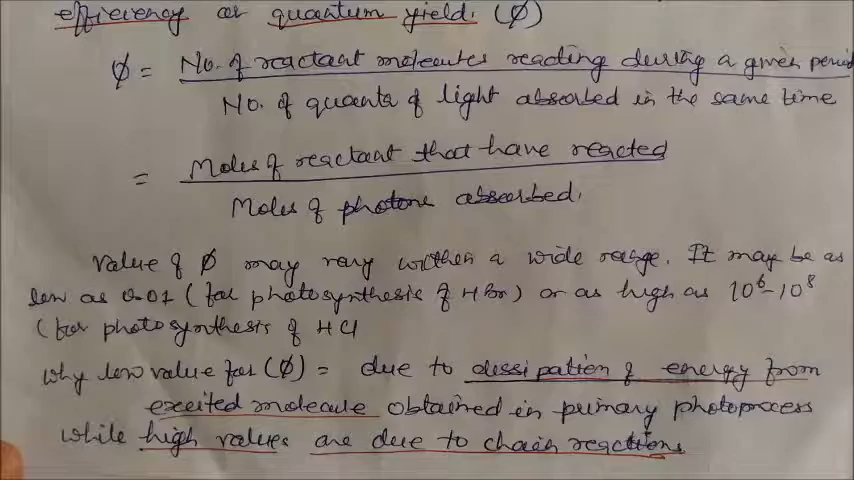 efficiency or quantum yield. (ϕ)
ϕ = No. of reactant molecules reacting during a given period
No. of quanta of light absorbed in the same time
= Moles of reactant that have reacted
Moles of photons absorbed.
Value of ϕ may vary within a wide range. It may be as
low as 0.01 (for photosynthesis of HBr) or as high as 10⁶-10⁸
(for photosynthesis of HCl
Why low value for (ϕ) = due to dissipation of energy from
excited molecule obtained in primary photoprocess
while high values are due to chain reactions